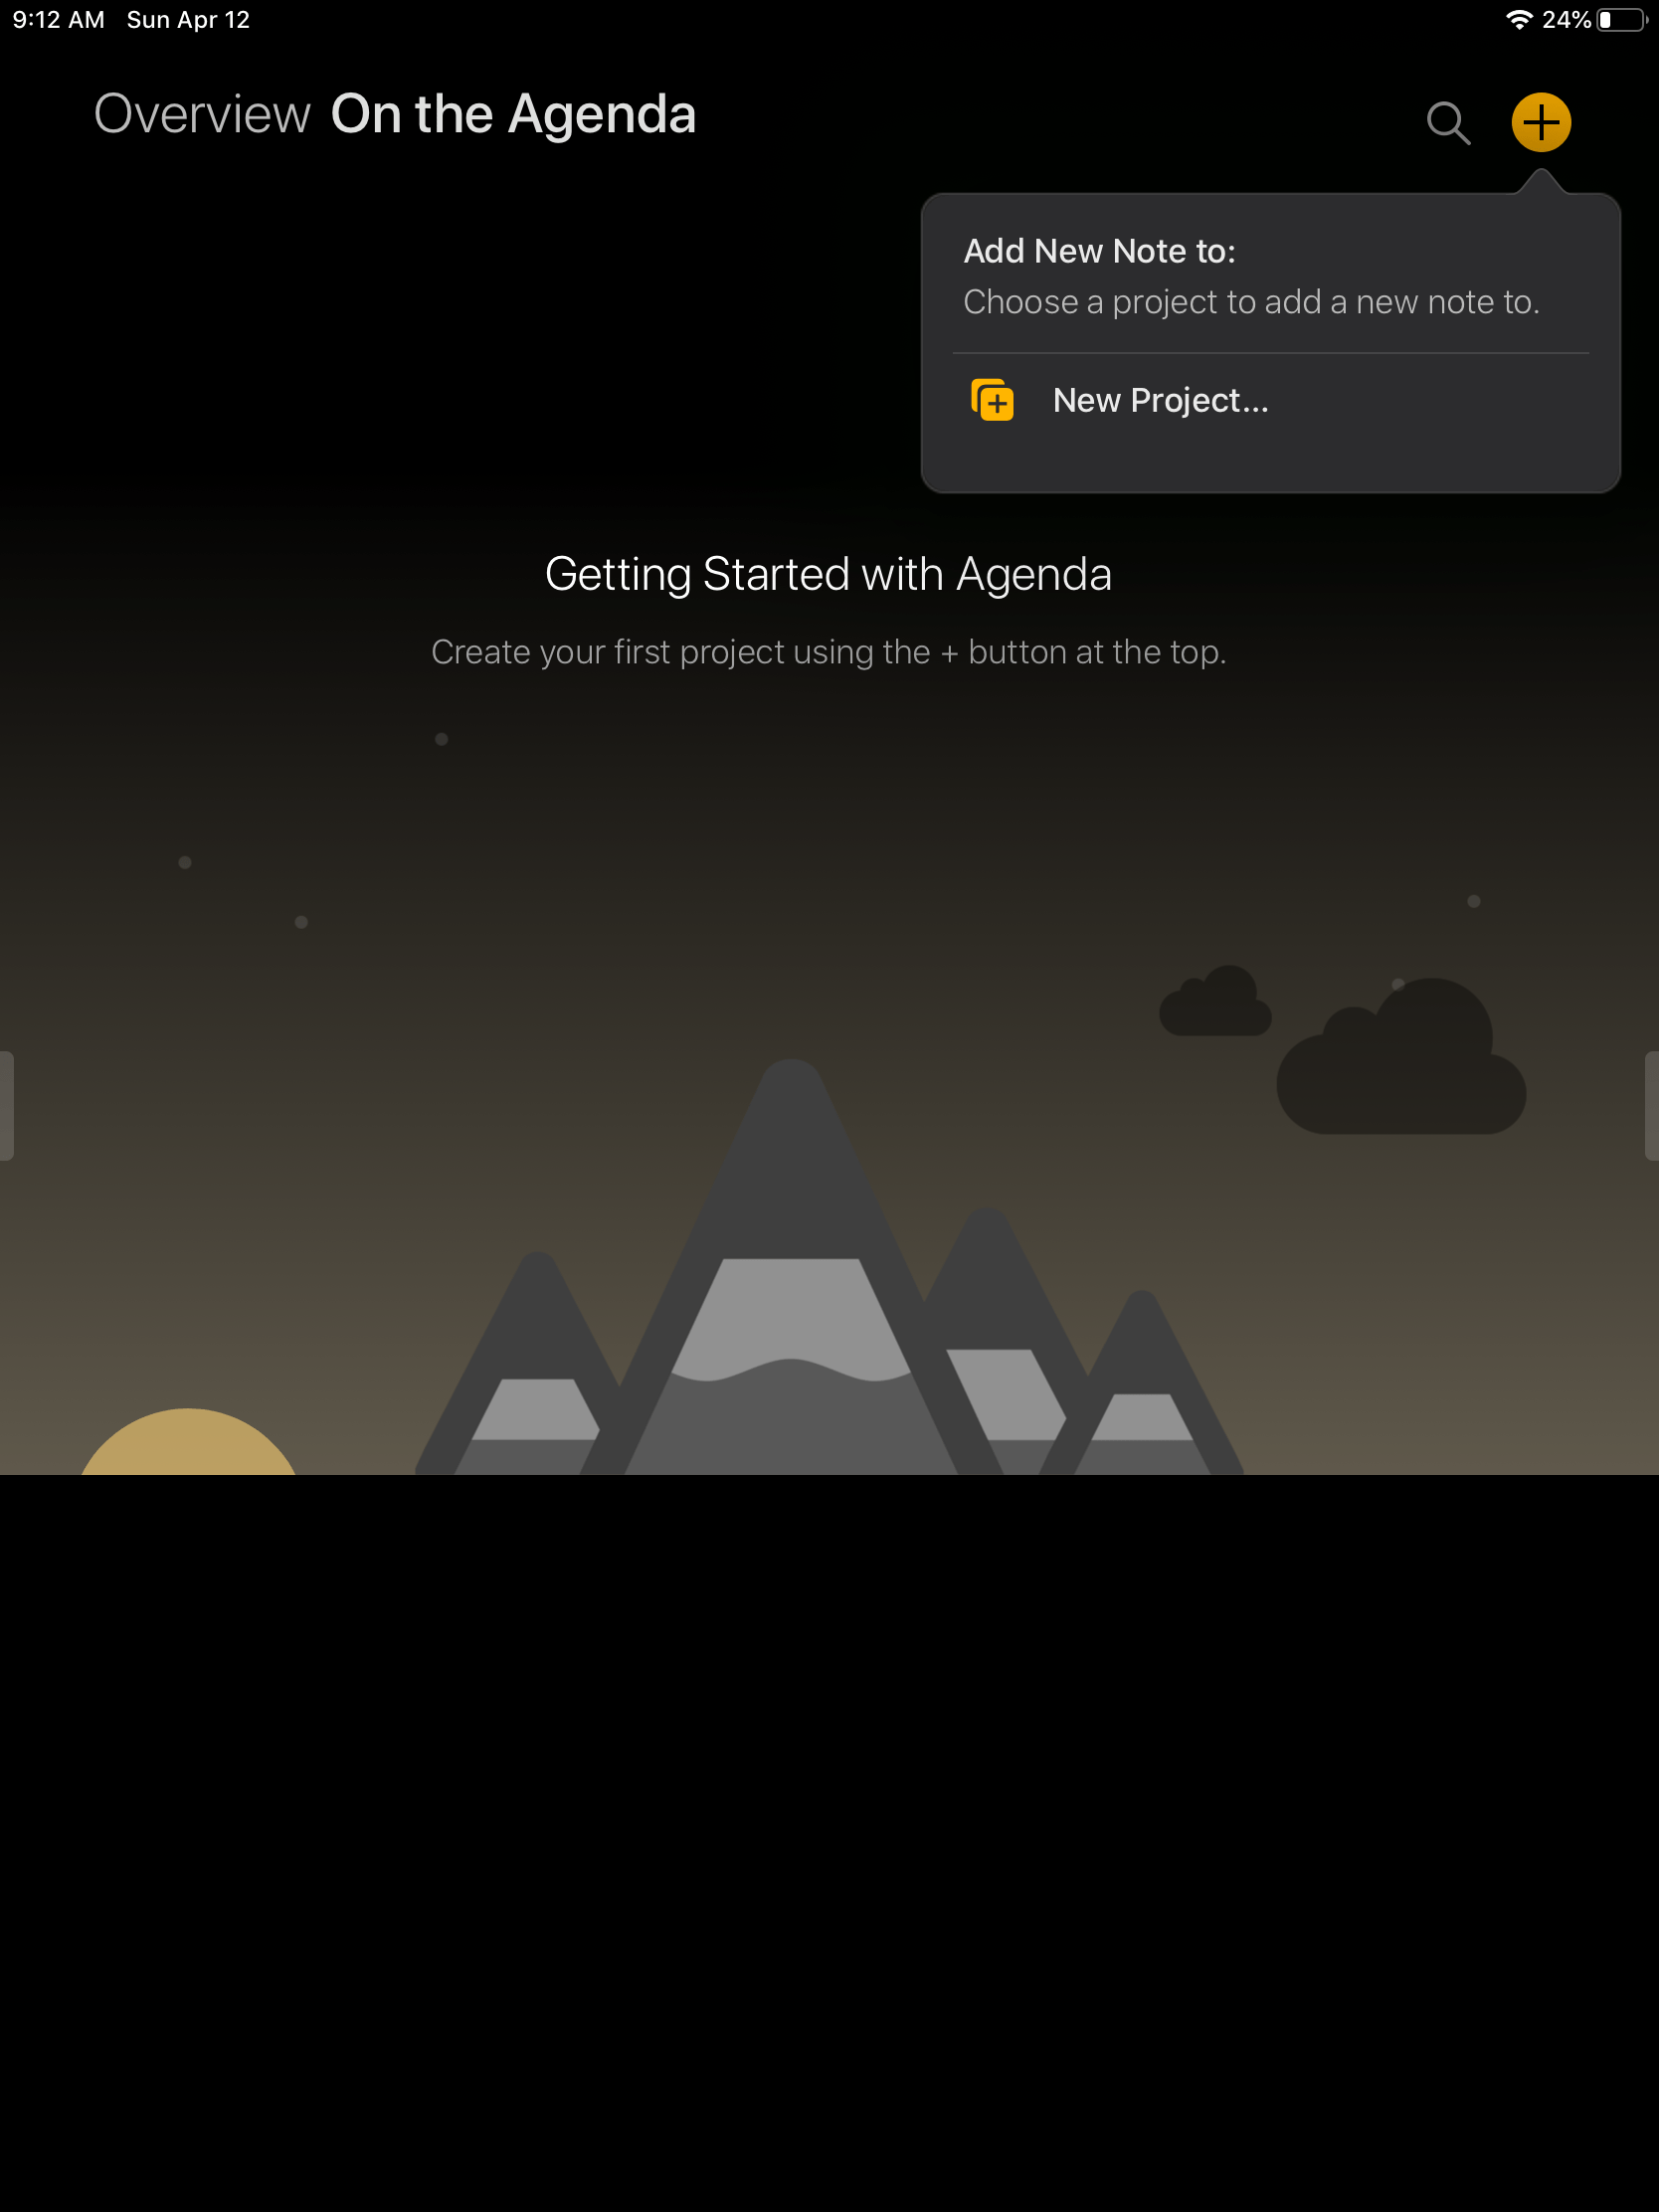 9:12 AM Sun Apr 12 24%
Overview On the Agenda
Add New Note to:
Choose a project to add a new note to.
New Project...
Getting Started with Agenda
Create your first project using the + button at the top.